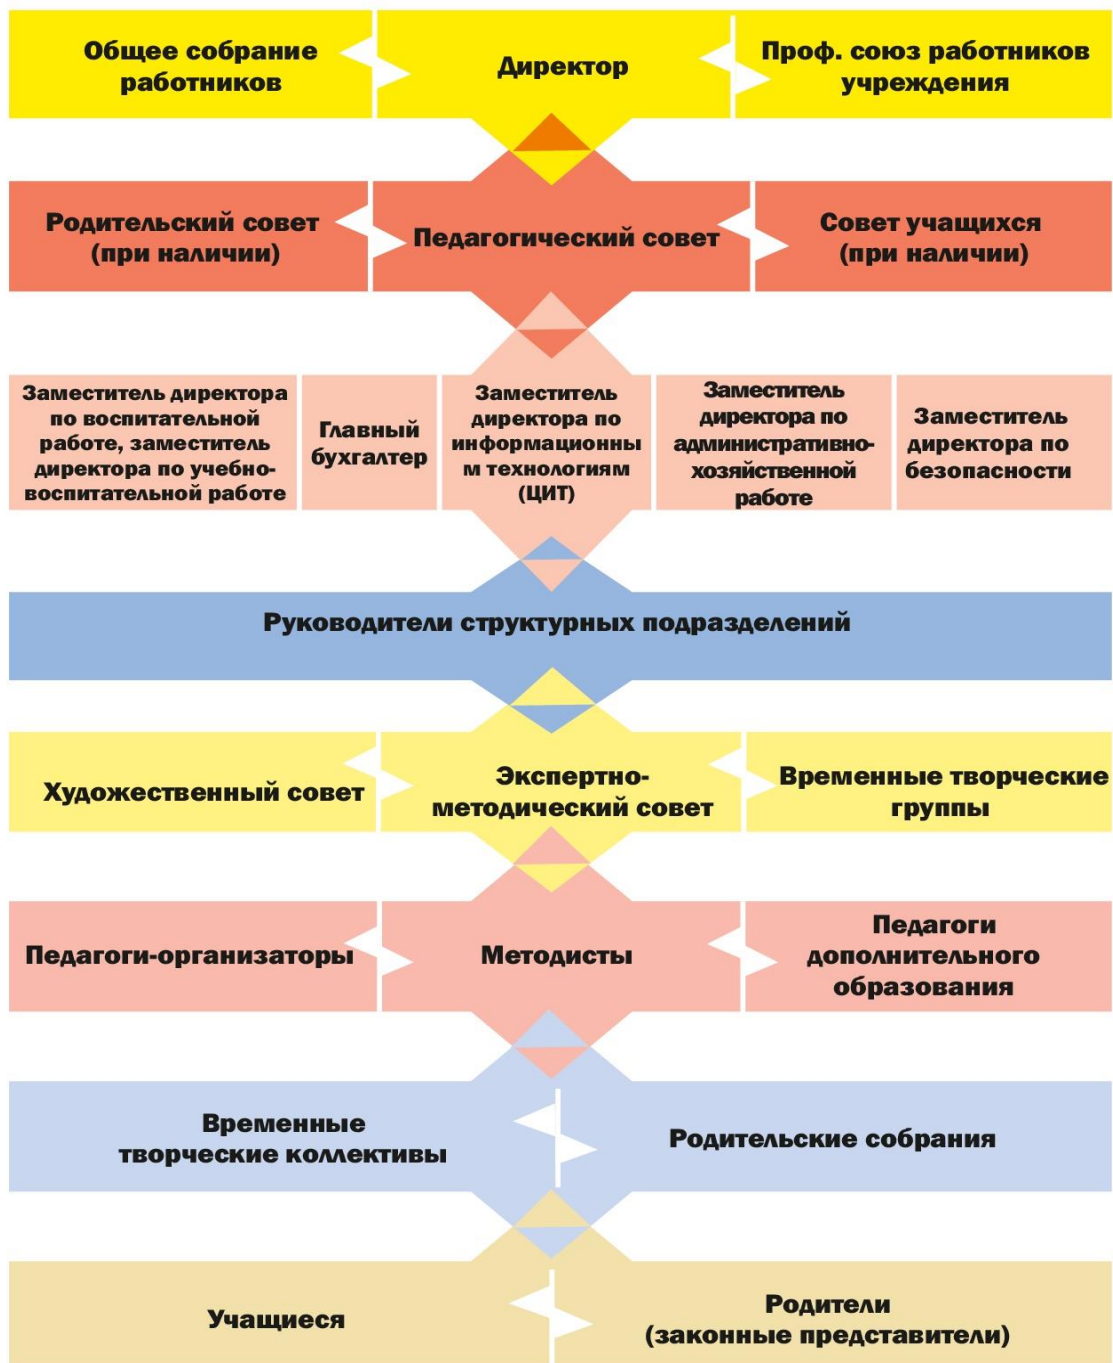 Общее собрание
работников
Директор
Проф. союз работников
учреждения
Родительский совет
(при наличии)
Педагогический совет
Совет учащихся
(при наличии)
Заместитель директора
по воспитательной
работе, заместитель
директора по учебно-
воспитательной работе
Главный
бухгалтер
Заместитель
директора по
информационны
м технологиям
(ЦИТ)
Заместитель
директора по
административно-
хозяйственной
работе
Заместитель
директора по
безопасности
Руководители структурных подразделений
Художественный совет
Экспертно-
методический совет
Временные творческие
группы
Педагоги-организаторы
Методисты
Педагоги
дополнительного
образования
Временные
творческие коллективы
Родительские собрания
Учащиеся
Родители
(законные представители)